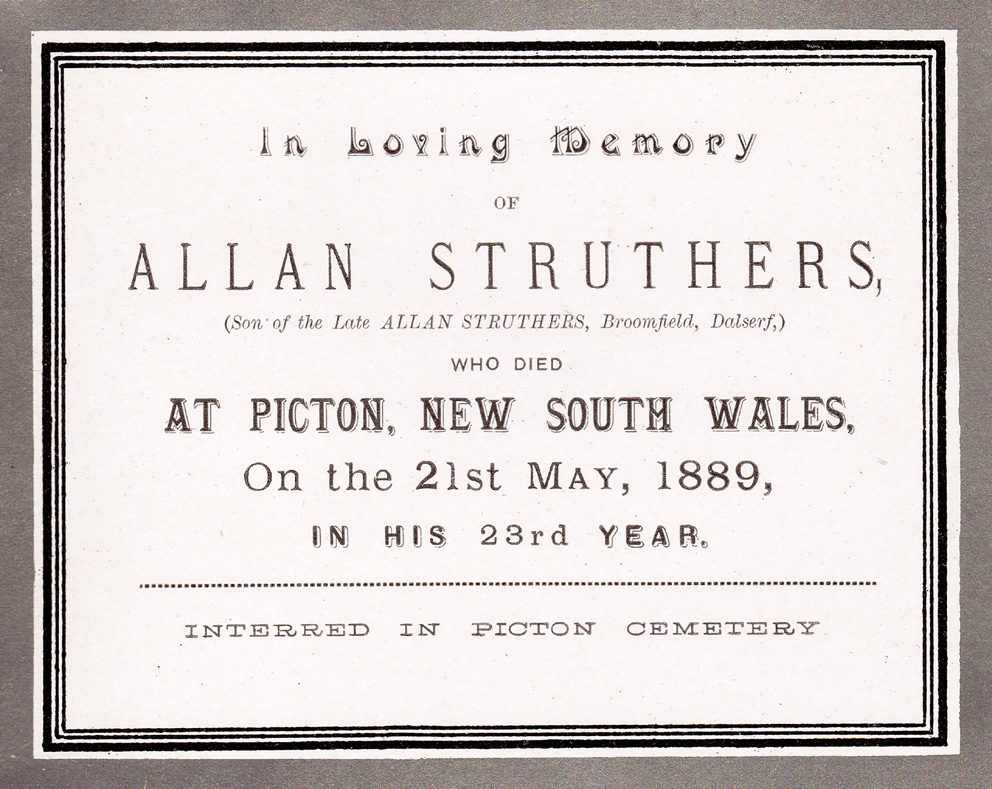 In Loving Memory
OF
ALLAN STRUTHERS,
(Son of the Late ALLAN STRUTHERS, Broomfield, Dalserf,)
WHO DIED
AT PICTON, NEW SOUTH WALES,
On the 21st MAY, 1889,
IN HIS 23rd YEAR.
INTERRED IN PICTON CEMETERY